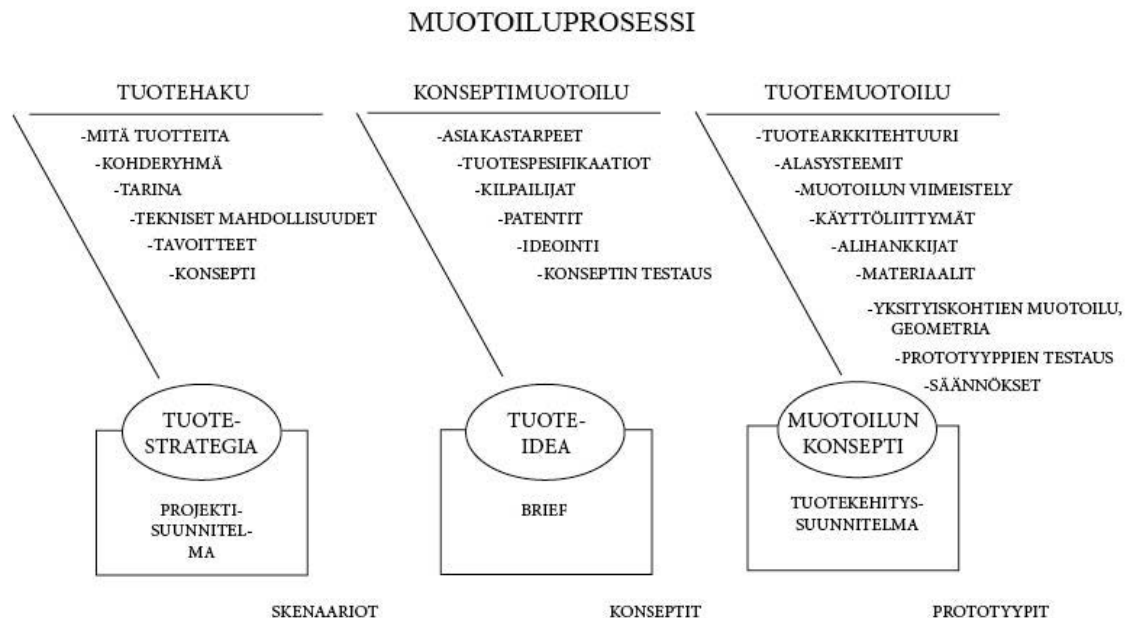 MUOTOILUPROSESSI
TUOTEHAKU
-MITÄ TUOTTEITA
-KOHDERYHMÄ
-TARINA
-TEKNISET MAHDOLLISUUDET
-TAVOITTEET
-KONSEPTI
TUOTE-
STRATEGIA
PROJEKTI-
SUUNNITEL-
MA
SKENAARIOT
KONSEPTIMUOTOILU
-ASIAKASTARPEET
-TUOTESPESIFIKAATIOT
-KILPAILIJAT
-PATENTIT
-IDEOINTI
-KONSEPTIN TESTAUS
TUOTE-
IDEA
BRIEF
KONSEPTIT
TUOTEMUOTOILU
-TUOTEARKKITEHTUURI
-ALASYSTEEMIT
-MUOTOILUN VIIMEISTELY
-KÄYTTÖLIITTYMÄT
-ALIHANKKIJAT
-MATERIAALIT
-YKSITYISKOHTIEN MUOTOILU,
GEOMETRIA
-PROTOTYYPPIEN TESTAUS
-SÄÄNNÖKSET
MUOTOILUN
KONSEPTI
TUOTEKEHITYS-
SUUNNITELMA
PROTOTYYPIT